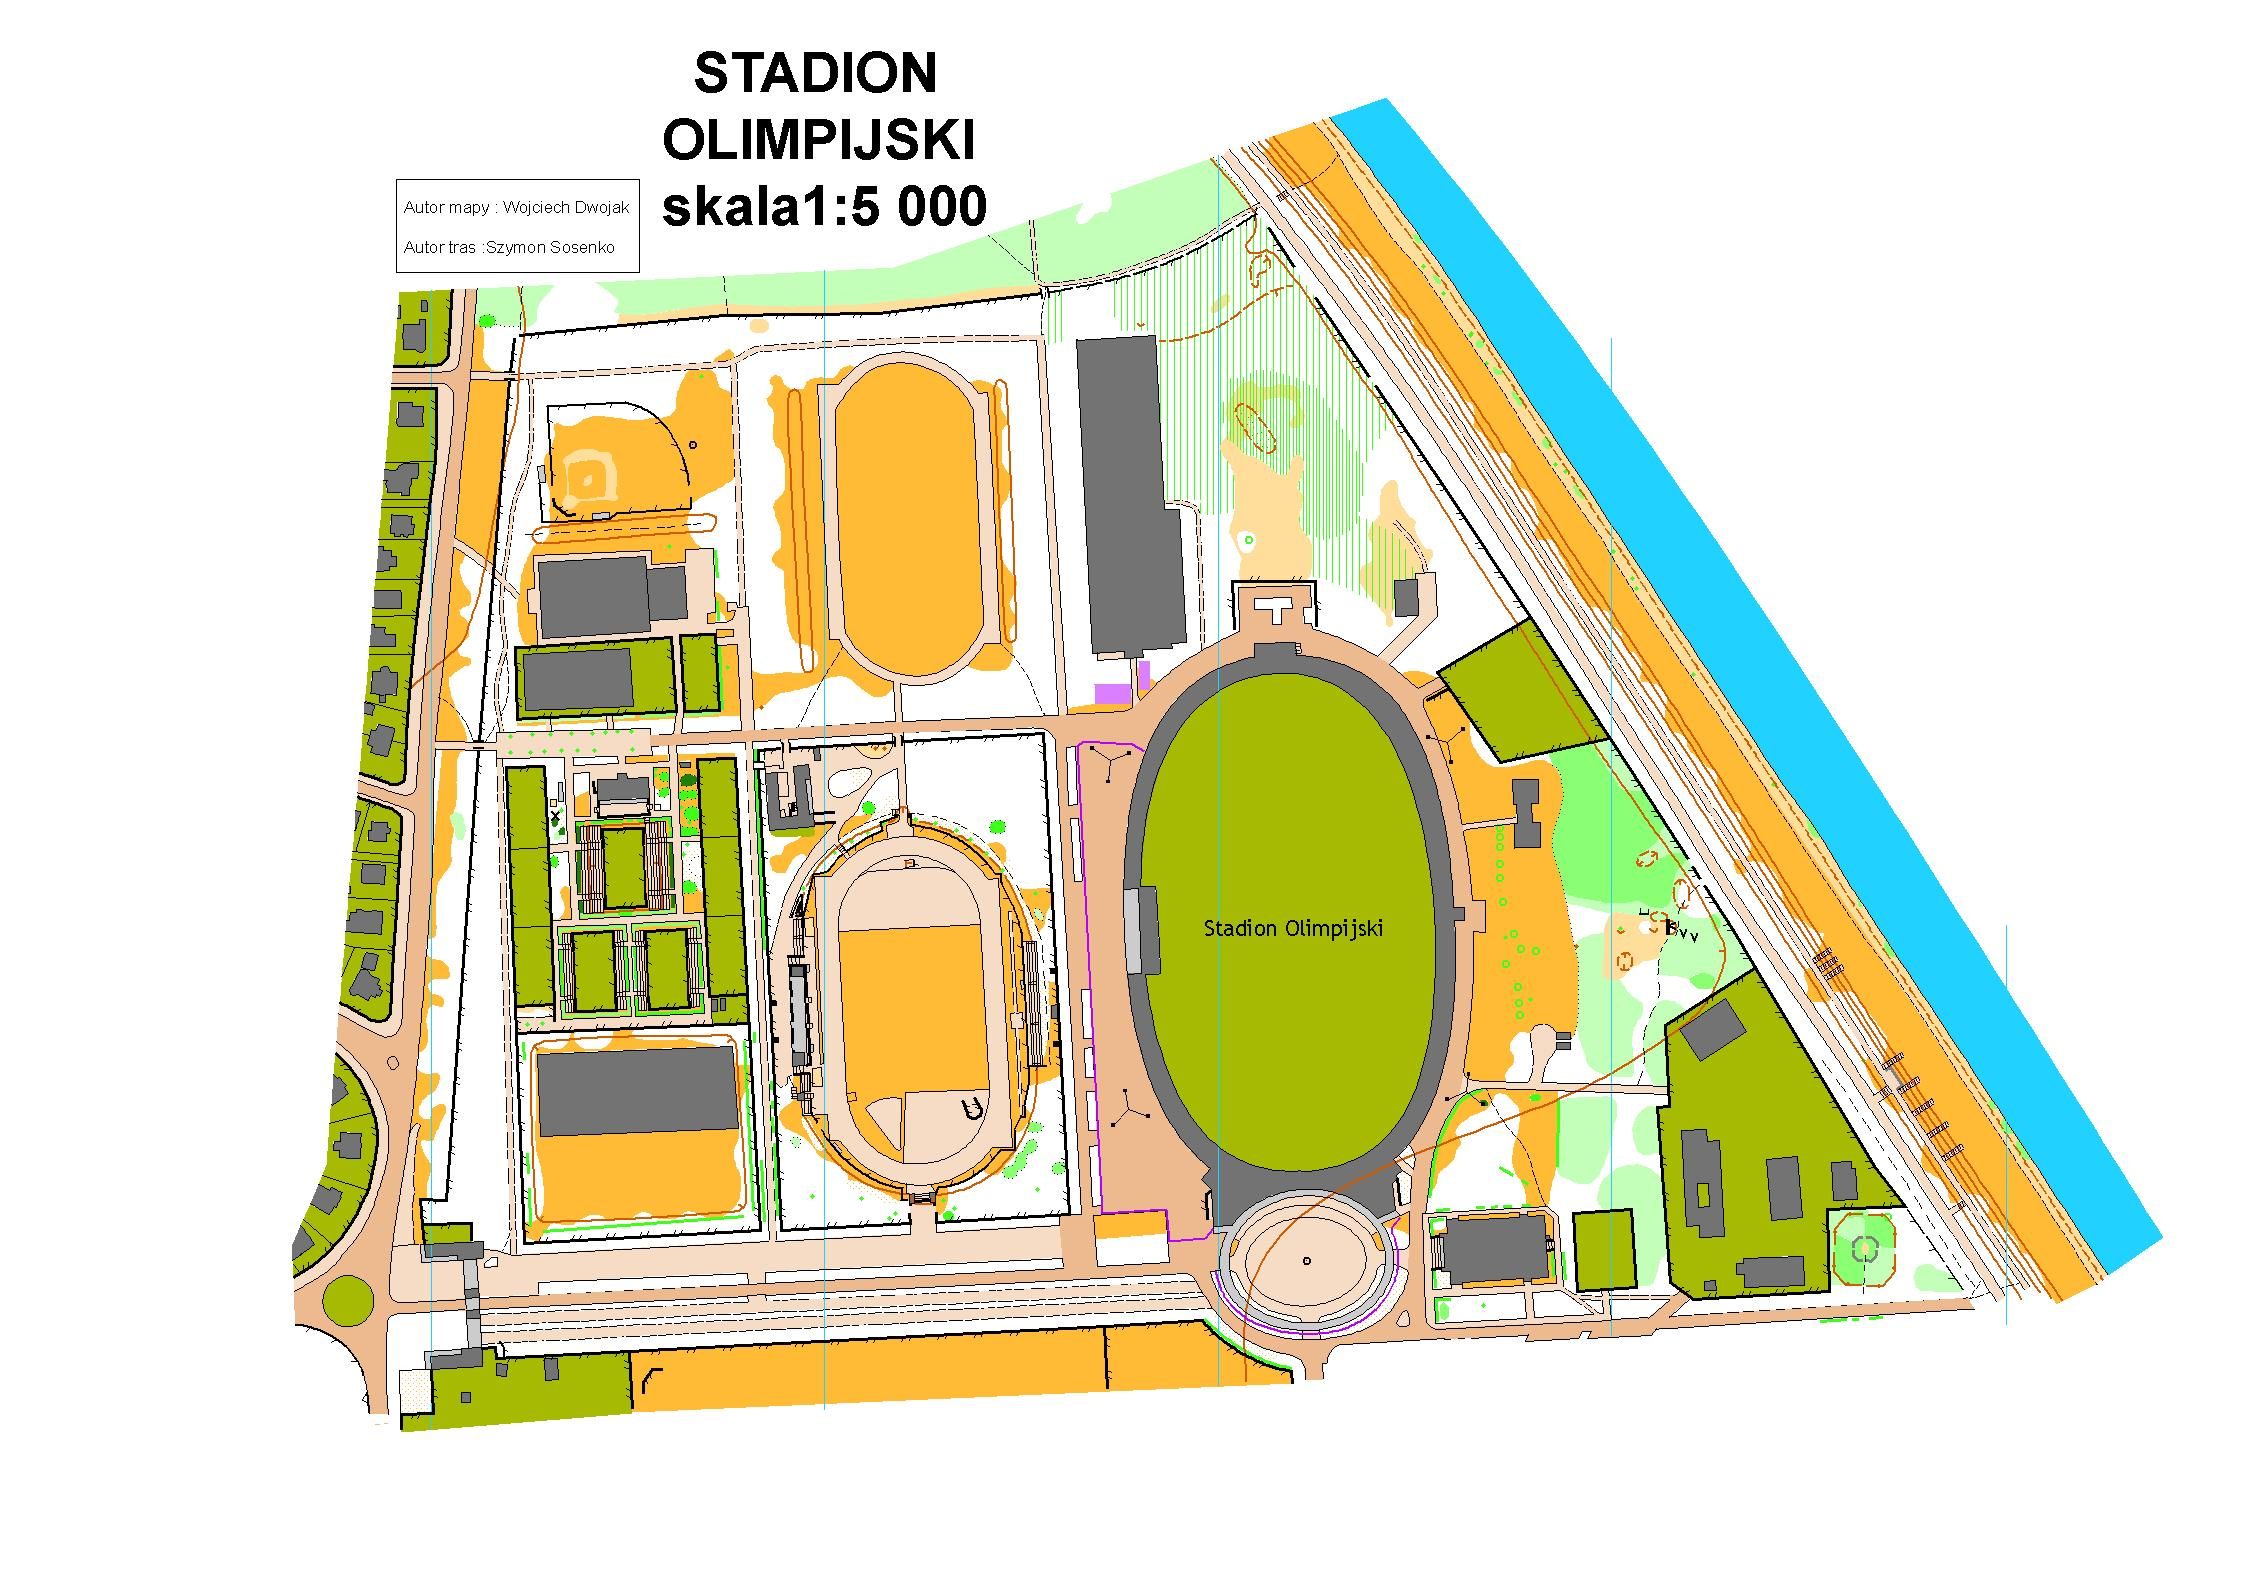 STADION
OLIMPIJSKI
skala1:5 000
Autor mapy : Wojciech Dwojak
Autor tras :Szymon Sosenko
Stadion Olimpijski